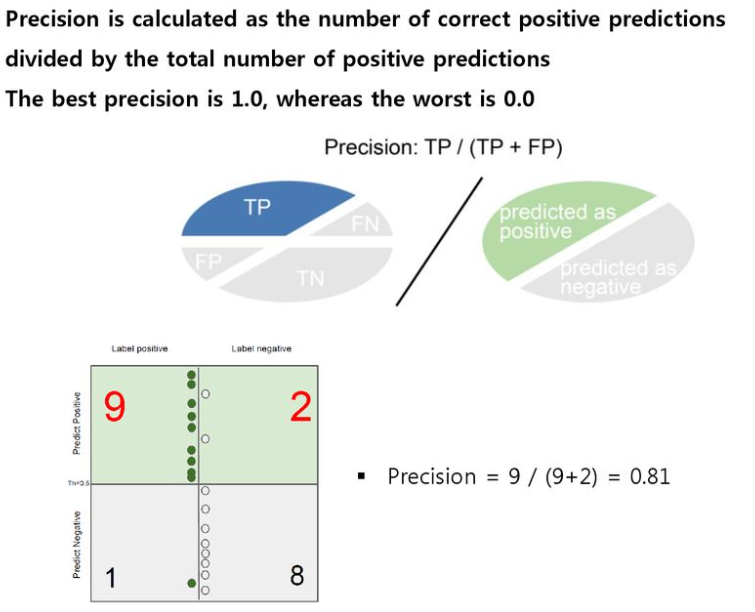 Precision is calculated as the number of correct positive predictions
divided by the total number of positive predictions
The best precision is 1.0, whereas the worst is 0.0
Precision: TP / (TP + FP)
TP
FN
FP
TN
predicted as
positive
predicted as
negative
Label positive
Label negative
Predict Positive
9
2
Precision = 9 / (9+2) = 0.81
Predict Negative
1
8